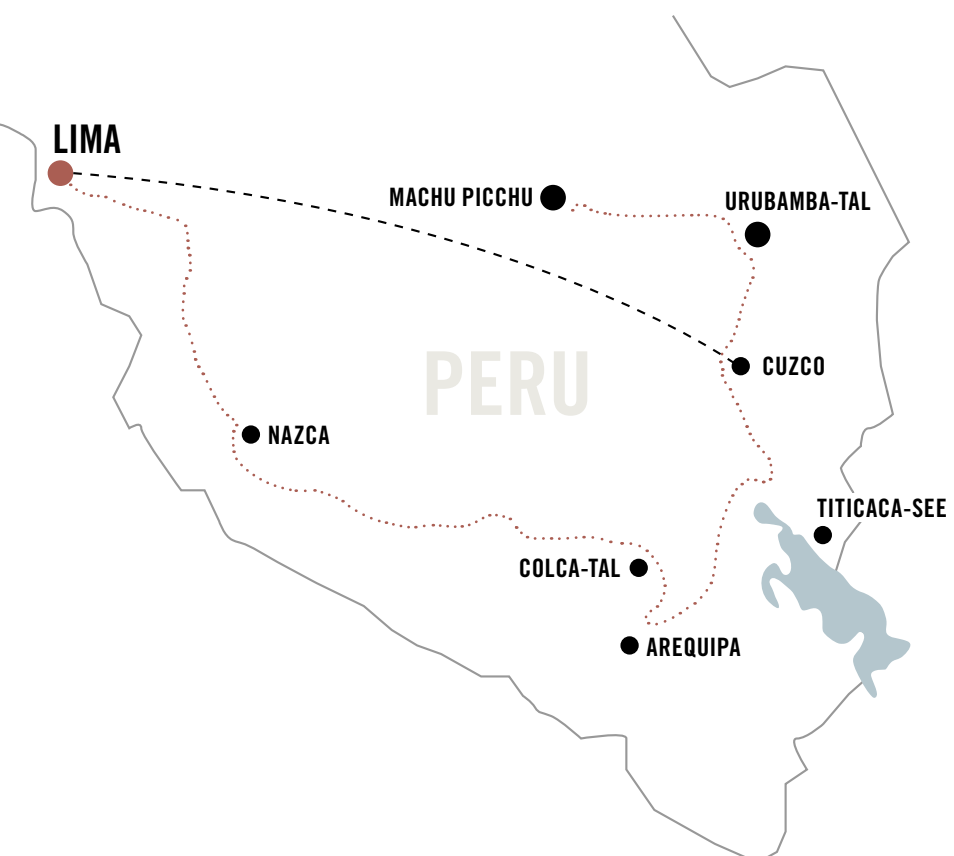 LIMA
MACHU PICCHU
URUBAMBA-TAL
PERU
CUZCO
NAZCA
TITICACA-SEE
COLCA-TAL
AREQUIPA